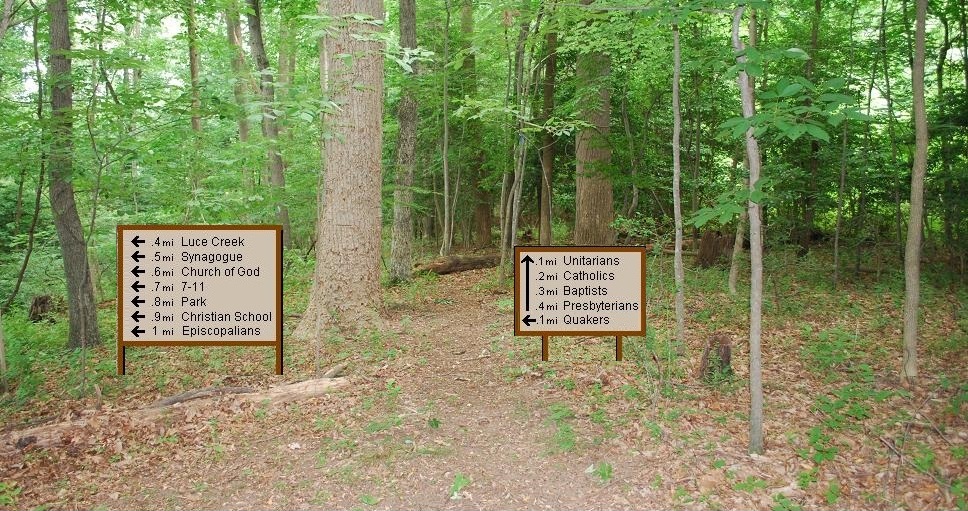 ← .4mi Luce Creek
← .5mi Synagogue
← .6mi Church of God
← .7mi 7-11
← .8mi Park
← .9mi Christian School
← 1 mi Episcopalians
↑ .1mi Unitarians
.2mi Catholics
.3mi Baptists
.4mi Presbyterians
← .1mi Quakers